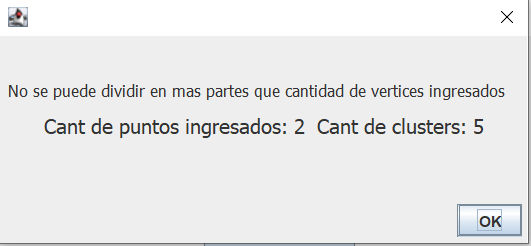 No se puede dividir en mas partes que cantidad de vertices ingresados
Cant de puntos ingresados: 2 Cant de clusters: 5
OK